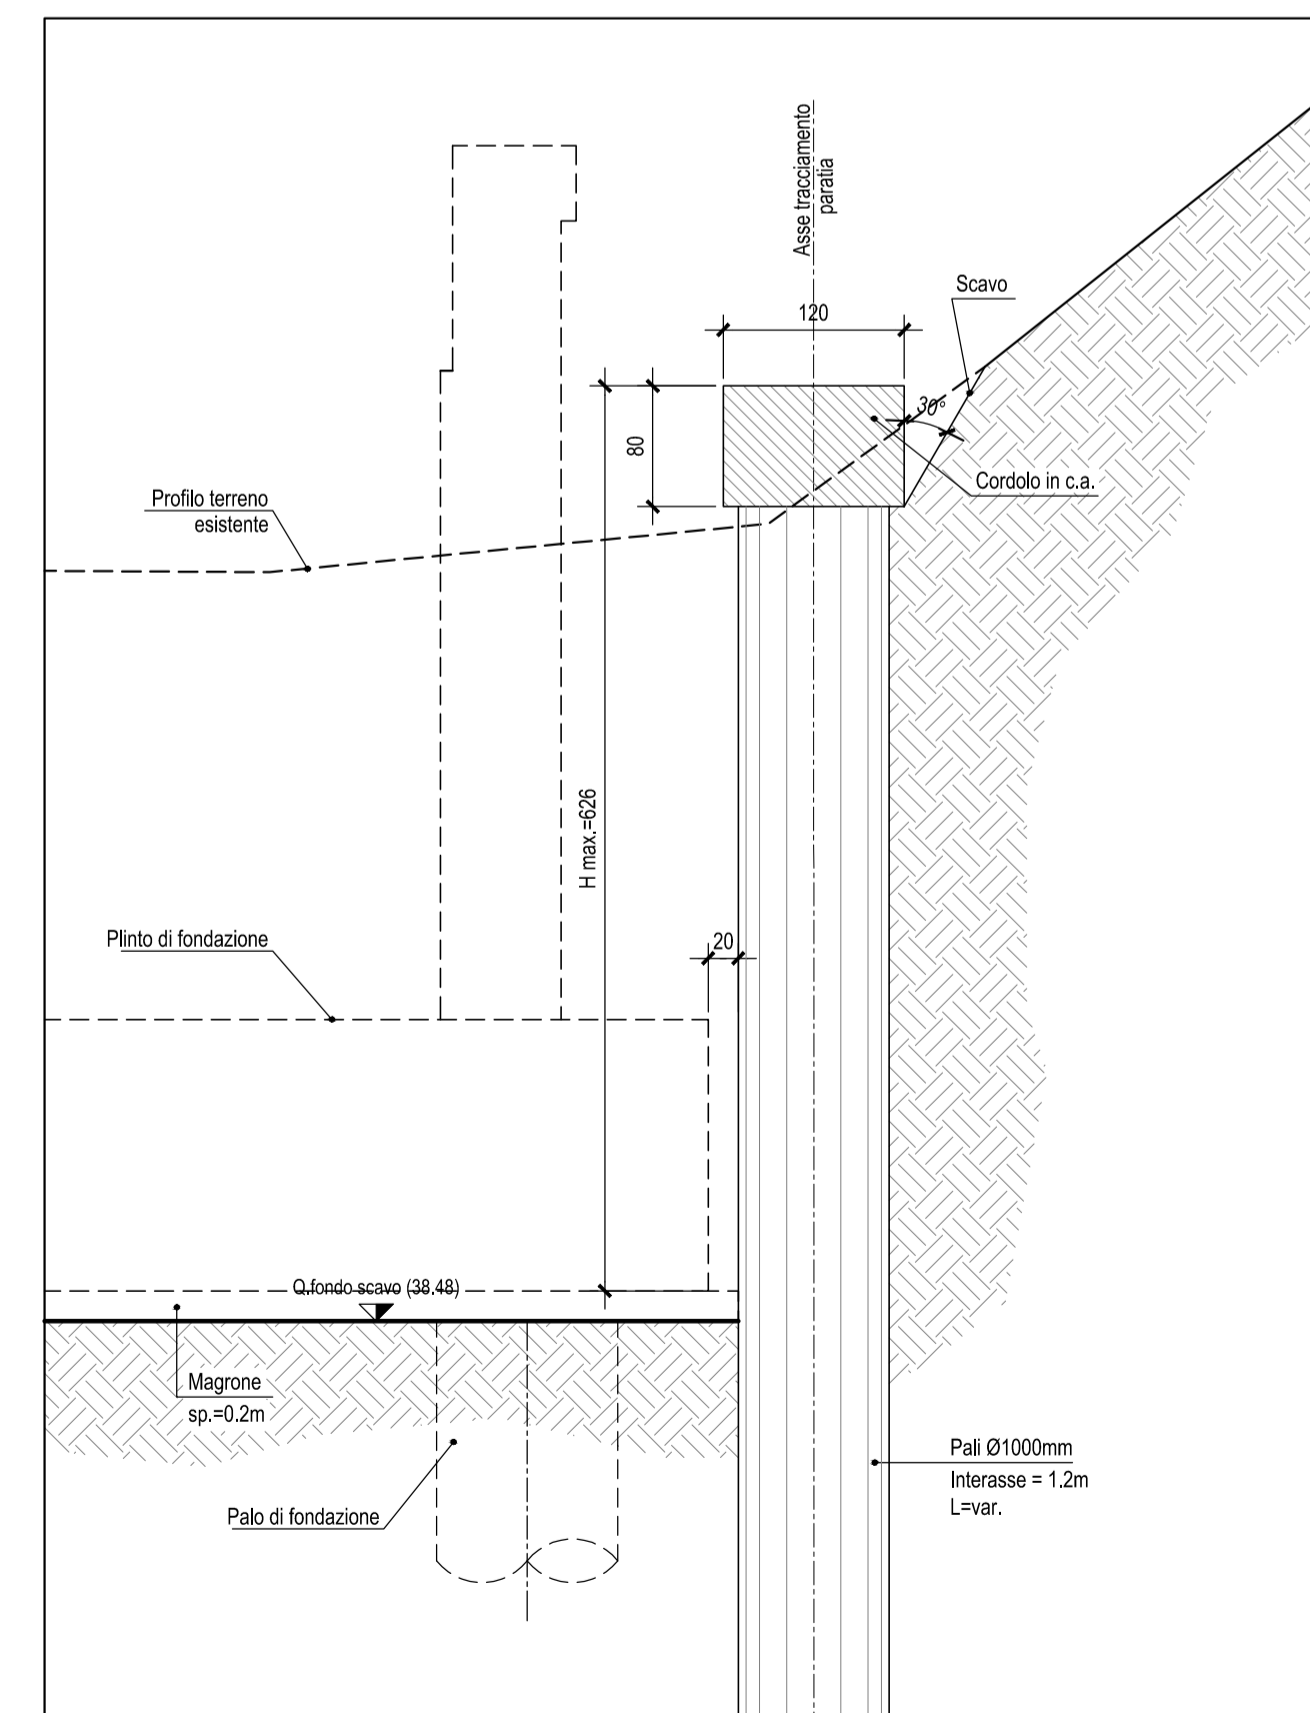 Asse tracciamento
paratia
Scavo
120
30°
80
Cordolo in c.a.
Profilo terreno
esistente
H max.=626
Plinto di fondazione
20
Q.fondo scavo (38.48)
Magrone
sp.=0.2m
Pali Ø1000mm
Interasse = 1.2m
L=var.
Palo di fondazione